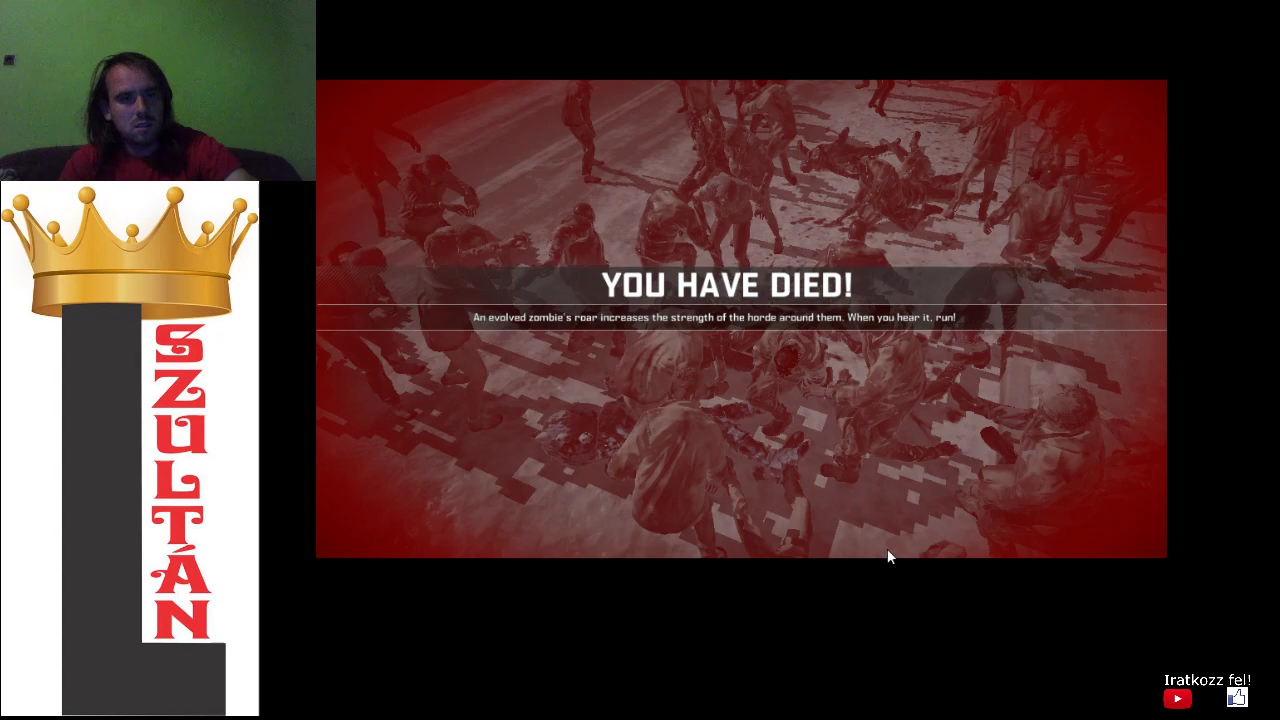 SZULTÁN
YOU HAVE DIED!
An evolved zombie's roar increases the strength of the horde around them. When you hear it, run!
Iratkozz fel!